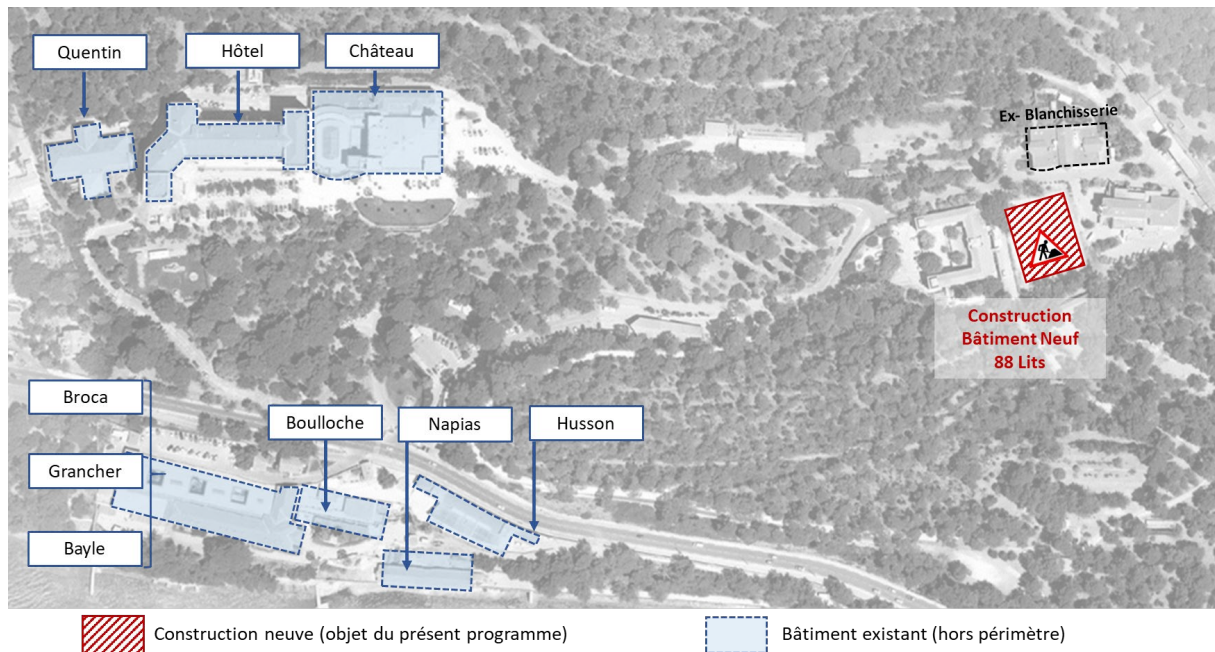 Quentin
Hôtel
Château
Ex- Blanchisserie
Construction
Bâtiment Neuf
88 Lits
Broca
Boulloche
Napias
Husson
Grancher
Bayle
Construction neuve (objet du présent programme)
Bâtiment existant (hors périmètre)